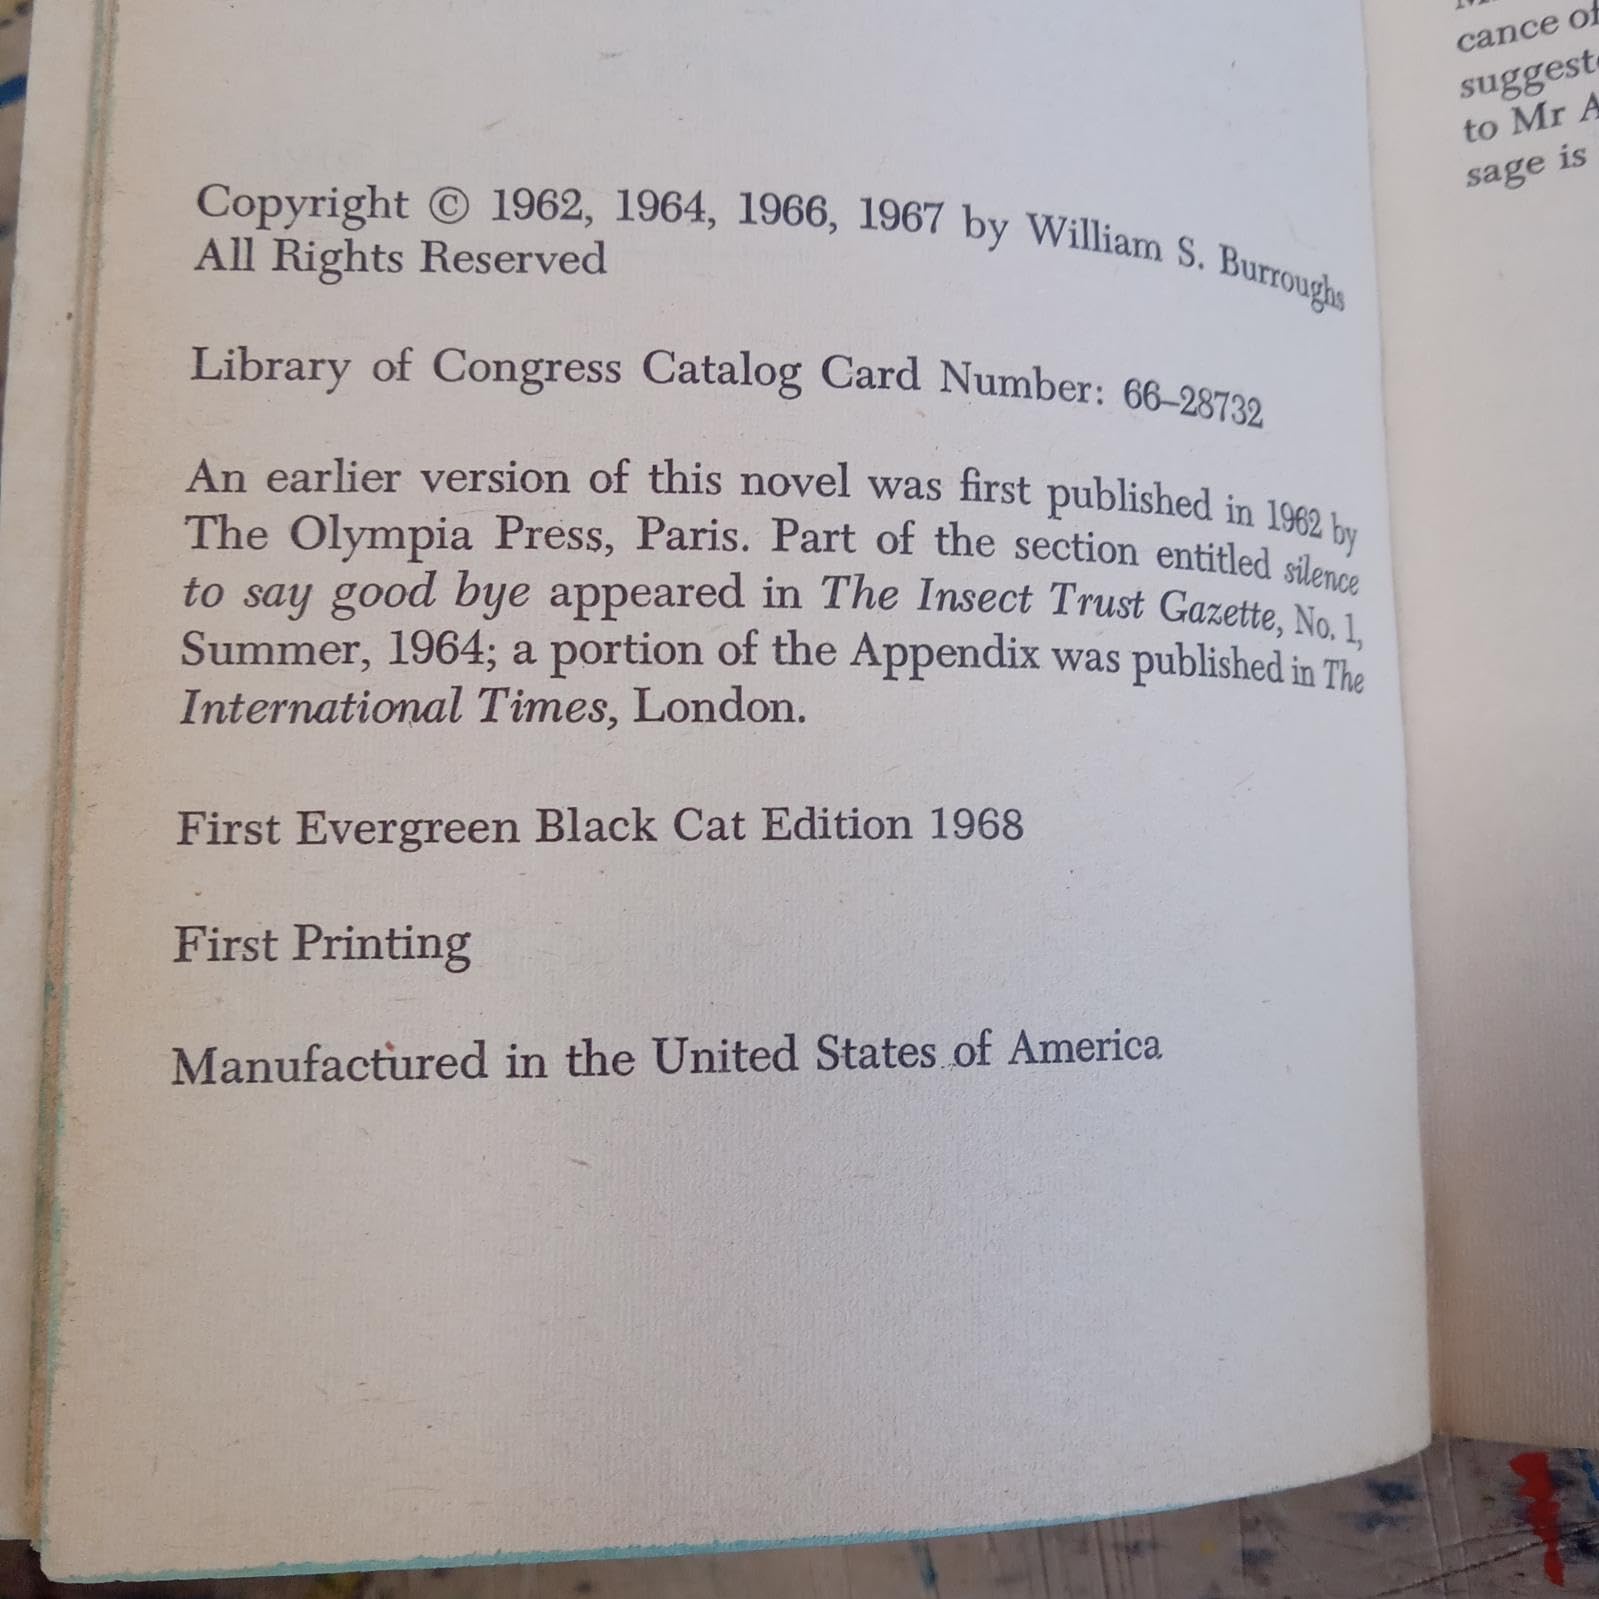 Copyright © 1962, 1964, 1966, 1967 by William S. Burroughs
All Rights Reserved
Library of Congress Catalog Card Number: 66–28732
An earlier version of this novel was first published in 1962 by
The Olympia Press, Paris. Part of the section entitled silence
to say good bye appeared in The Insect Trust Gazette, No. 1,
Summer, 1964; a portion of the Appendix was published in The
International Times, London.
First Evergreen Black Cat Edition 1968
First Printing
Manufactured in the United States of America
cance of
suggest
to Mr A
sage is